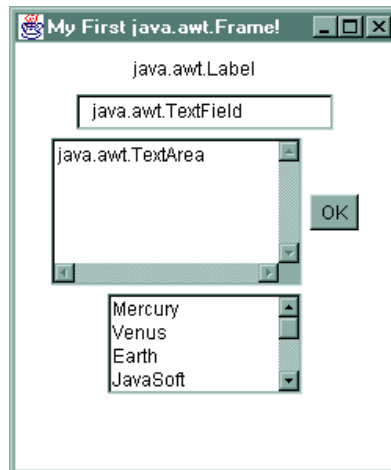 My First java.awt.Frame!
java.awt.Label
java.awt.TextField
java.awt.TextArea
OK
Mercury
Venus
Earth
JavaSoft